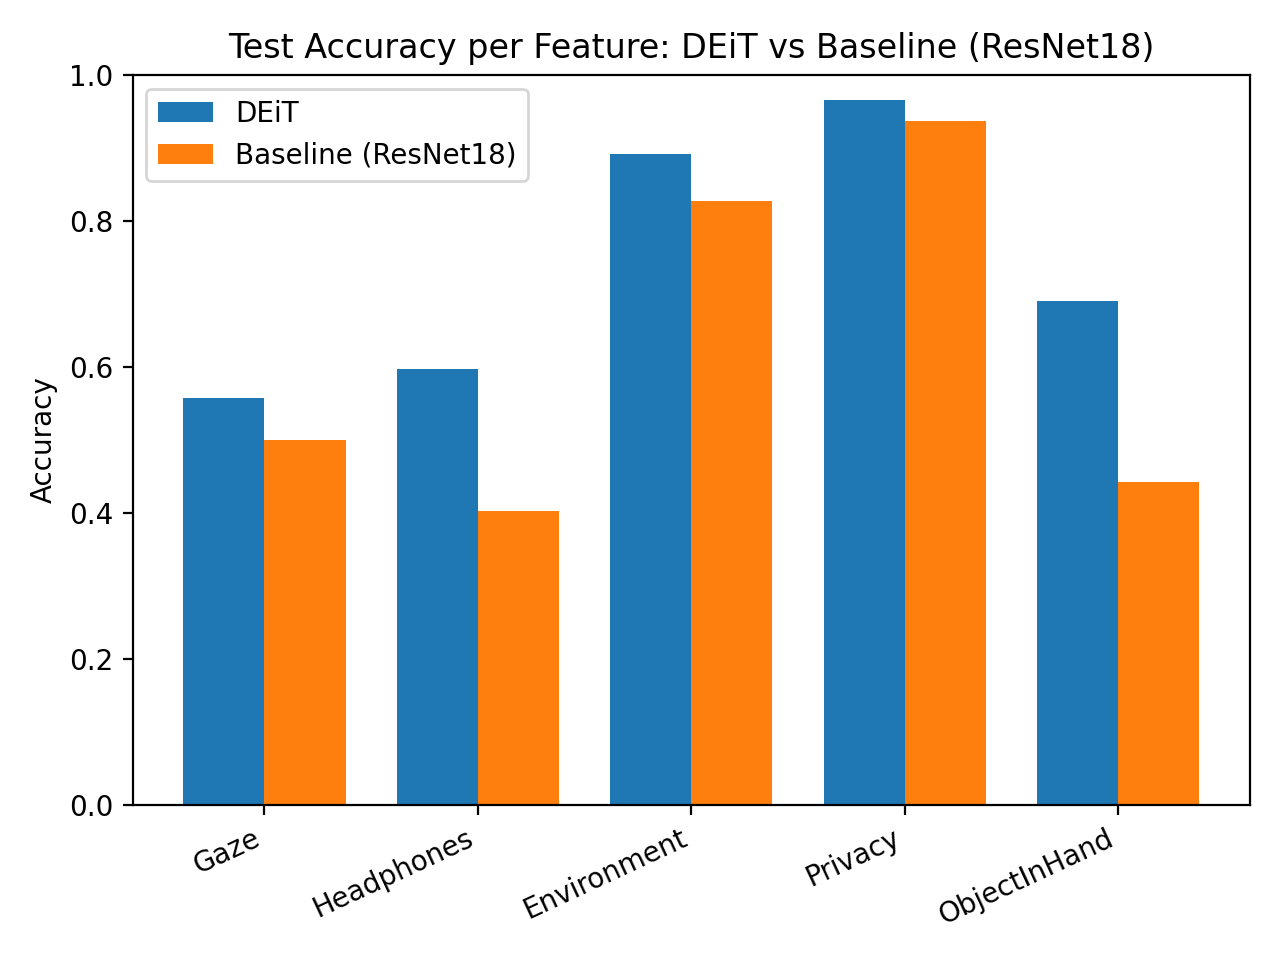 Test Accuracy per Feature: DEiT vs Baseline (ResNet18)
DEiT
Baseline (ResNet18)
Accuracy
1.0
0.8
0.6
0.4
0.2
0.0
Gaze
Headphones
Environment
Privacy
ObjectInHand